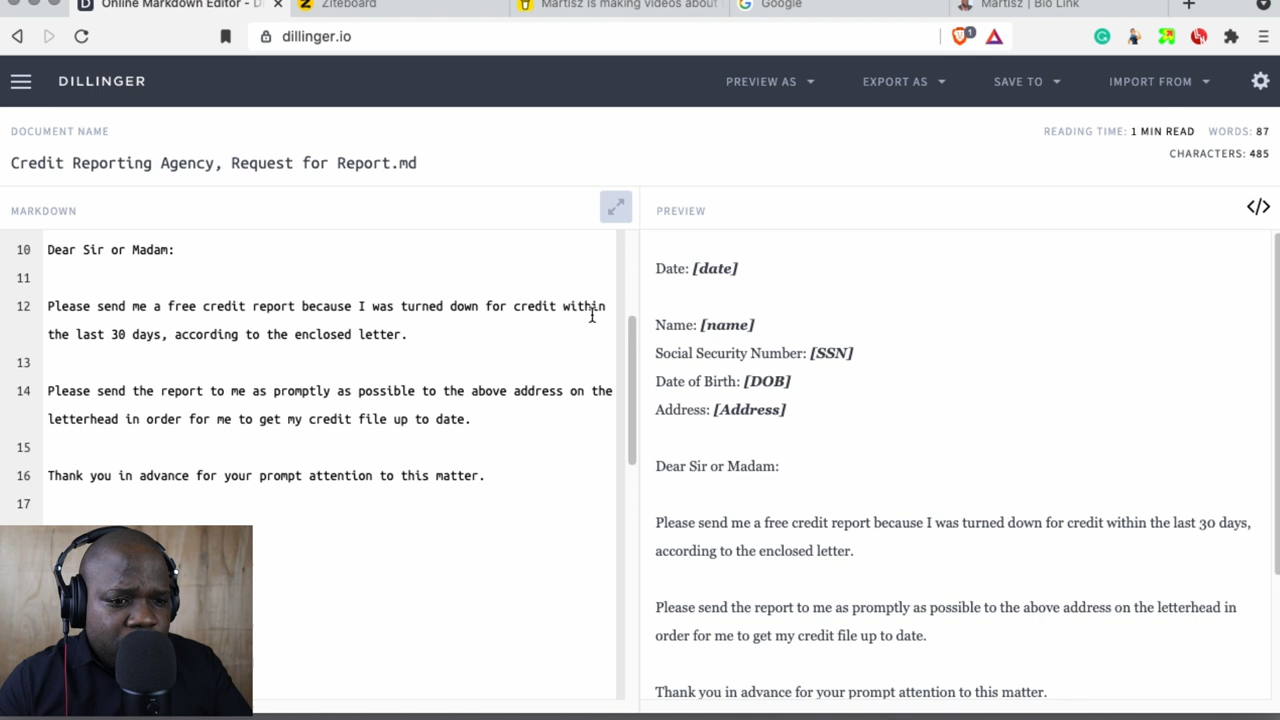 Online Markdown Editor - D
Ziteboard
Martisz is making videos about
Google
Martisz | Bio Link
dillinger.io
1
DILLINGER
PREVIEW AS
EXPORT AS
SAVE TO
IMPORT FROM
DOCUMENT NAME
READING TIME: 1 MIN READ WORDS: 87
CHARACTERS: 485
Credit Reporting Agency, Request for Report.md
MARKDOWN
10 Dear Sir or Madam:
11
12 Please send me a free credit report because I was turned down for credit within
the last 30 days, according to the enclosed letter.
13
14 Please send the report to me as promptly as possible to the above address on the
letterhead in order for me to get my credit file up to date.
15
16 Thank you in advance for your prompt attention to this matter.
17
PREVIEW
</>
Date: [date]
Name: [name]
Social Security Number: [SSN]
Date of Birth: [DOB]
Address: [Address]
Dear Sir or Madam:
Please send me a free credit report because I was turned down for credit within the last 30 days,
according to the enclosed letter.
Please send the report to me as promptly as possible to the above address on the letterhead in
order for me to get my credit file up to date.
Thank you in advance for your prompt attention to this matter.